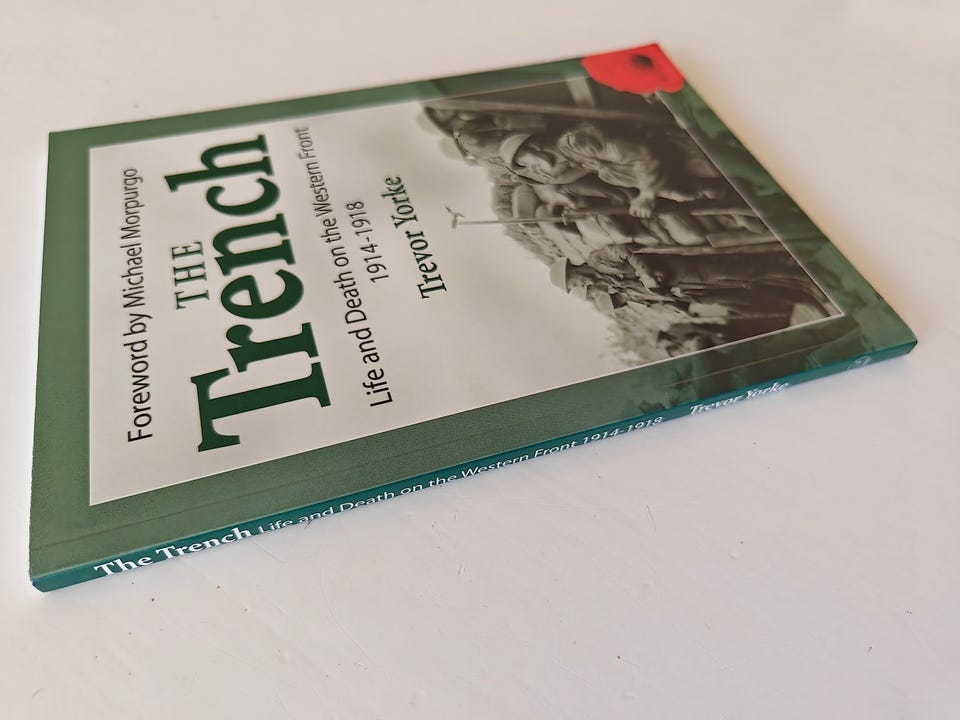 Foreword by Michael Morpurgo
THE
Trench
Life and Death on the Western Front
1914-1918
Trevor Yorke
The Trench Life and Death on the Western Front 1914-1918 Trevor Yorke